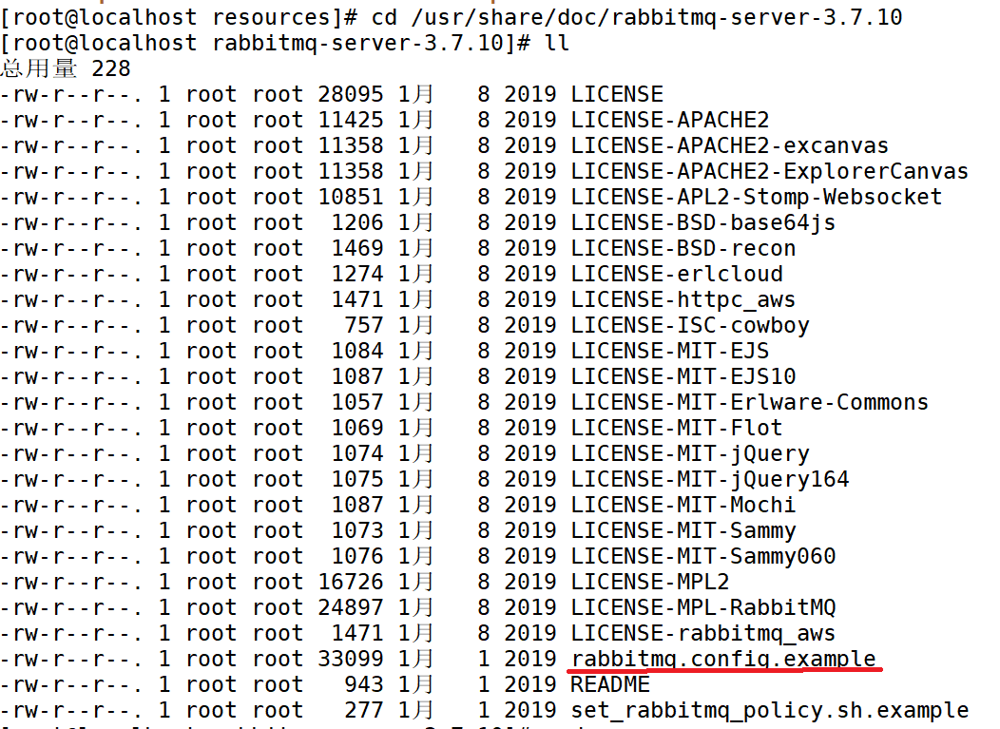 [root@localhost resources]# cd /usr/share/doc/rabbitmq-server-3.7.10
[root@localhost rabbitmq-server-3.7.10]# ll
总用量 228
-rw-r--r--. 1 root root 28095 1月   8 2019 LICENSE
-rw-r--r--. 1 root root 11425 1月   8 2019 LICENSE-APACHE2
-rw-r--r--. 1 root root 11358 1月   8 2019 LICENSE-APACHE2-excanvas
-rw-r--r--. 1 root root 11358 1月   8 2019 LICENSE-APACHE2-ExplorerCanvas
-rw-r--r--. 1 root root 10851 1月   8 2019 LICENSE-APL2-Stomp-Websocket
-rw-r--r--. 1 root root  1206 1月   8 2019 LICENSE-BSD-base64js
-rw-r--r--. 1 root root  1469 1月   8 2019 LICENSE-BSD-recon
-rw-r--r--. 1 root root  1274 1月   8 2019 LICENSE-erlcloud
-rw-r--r--. 1 root root  1471 1月   8 2019 LICENSE-httpc_aws
-rw-r--r--. 1 root root   757 1月   8 2019 LICENSE-ISC-cowboy
-rw-r--r--. 1 root root  1084 1月   8 2019 LICENSE-MIT-EJS
-rw-r--r--. 1 root root  1087 1月   8 2019 LICENSE-MIT-EJS10
-rw-r--r--. 1 root root  1057 1月   8 2019 LICENSE-MIT-Erlware-Commons
-rw-r--r--. 1 root root  1069 1月   8 2019 LICENSE-MIT-Flot
-rw-r--r--. 1 root root  1074 1月   8 2019 LICENSE-MIT-jQuery
-rw-r--r--. 1 root root  1075 1月   8 2019 LICENSE-MIT-jQuery164
-rw-r--r--. 1 root root  1087 1月   8 2019 LICENSE-MIT-Mochi
-rw-r--r--. 1 root root  1073 1月   8 2019 LICENSE-MIT-Sammy
-rw-r--r--. 1 root root  1076 1月   8 2019 LICENSE-MIT-Sammy060
-rw-r--r--. 1 root root 16726 1月   8 2019 LICENSE-MPL2
-rw-r--r--. 1 root root 24897 1月   8 2019 LICENSE-MPL-RabbitMQ
-rw-r--r--. 1 root root  1471 1月   8 2019 LICENSE-rabbitmq_aws
-rw-r--r--. 1 root root 33099 1月   1 2019 rabbitmq.config.example
-rw-r--r--. 1 root root   943 1月   1 2019 README
-rw-r--r--. 1 root root   277 1月   1 2019 set_rabbitmq_policy.sh.example